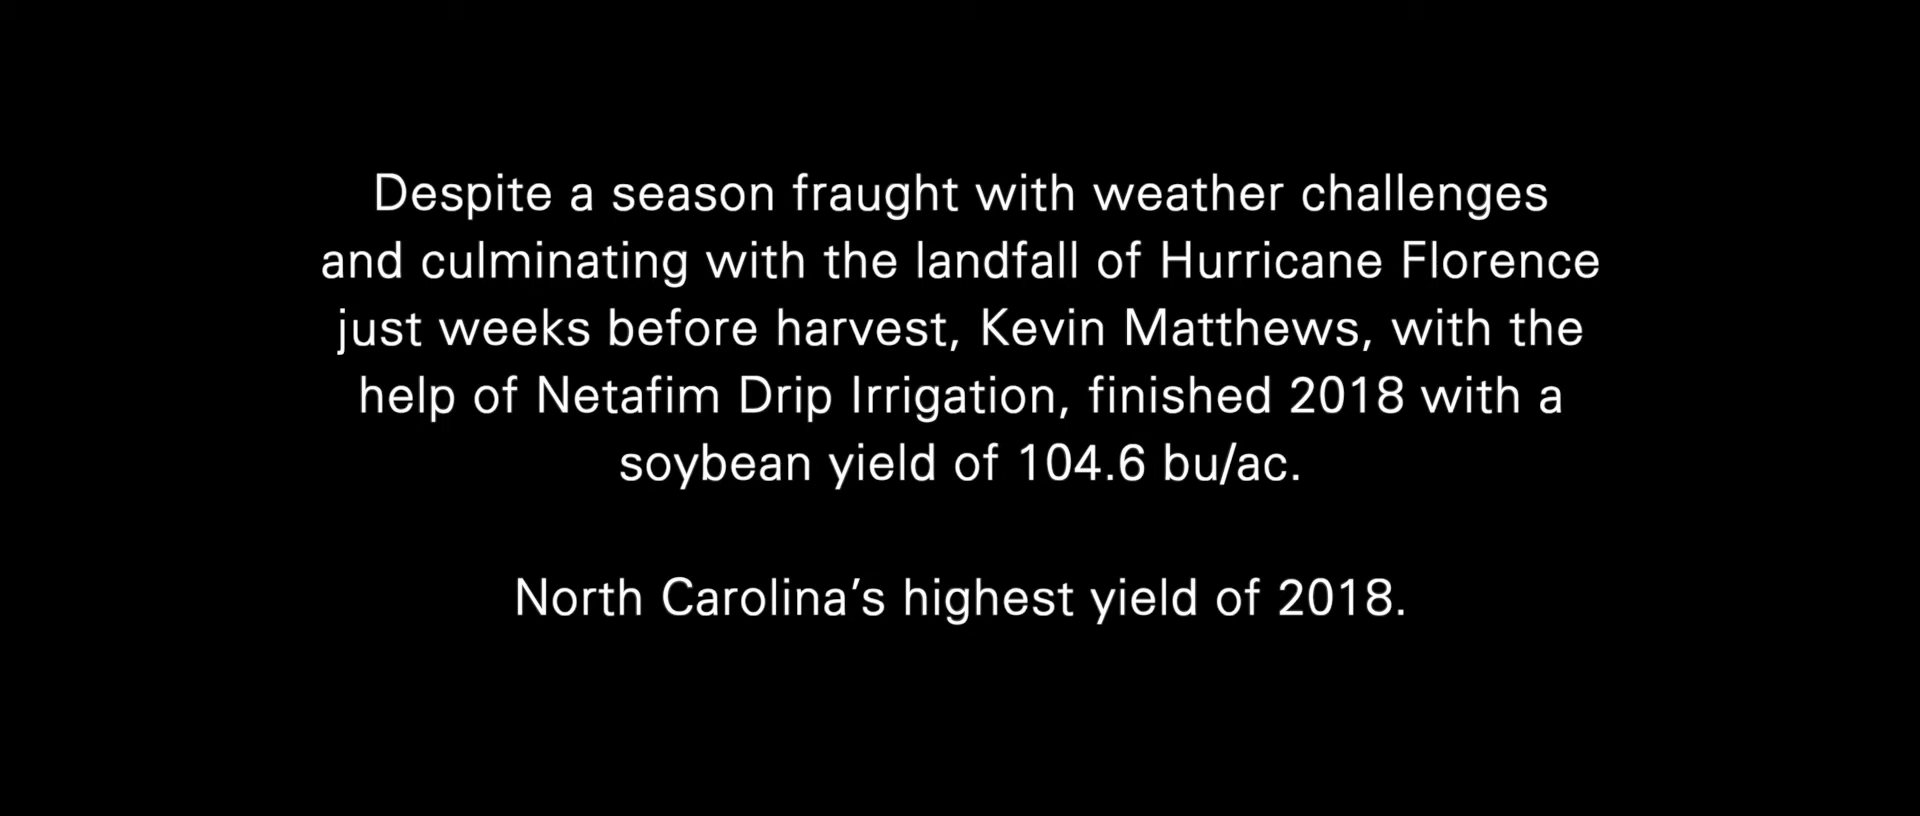 Despite a season fraught with weather challenges
and culminating with the landfall of Hurricane Florence
just weeks before harvest, Kevin Matthews, with the
help of Netafim Drip Irrigation, finished 2018 with a
soybean yield of 104.6 bu/ac.
North Carolina’s highest yield of 2018.